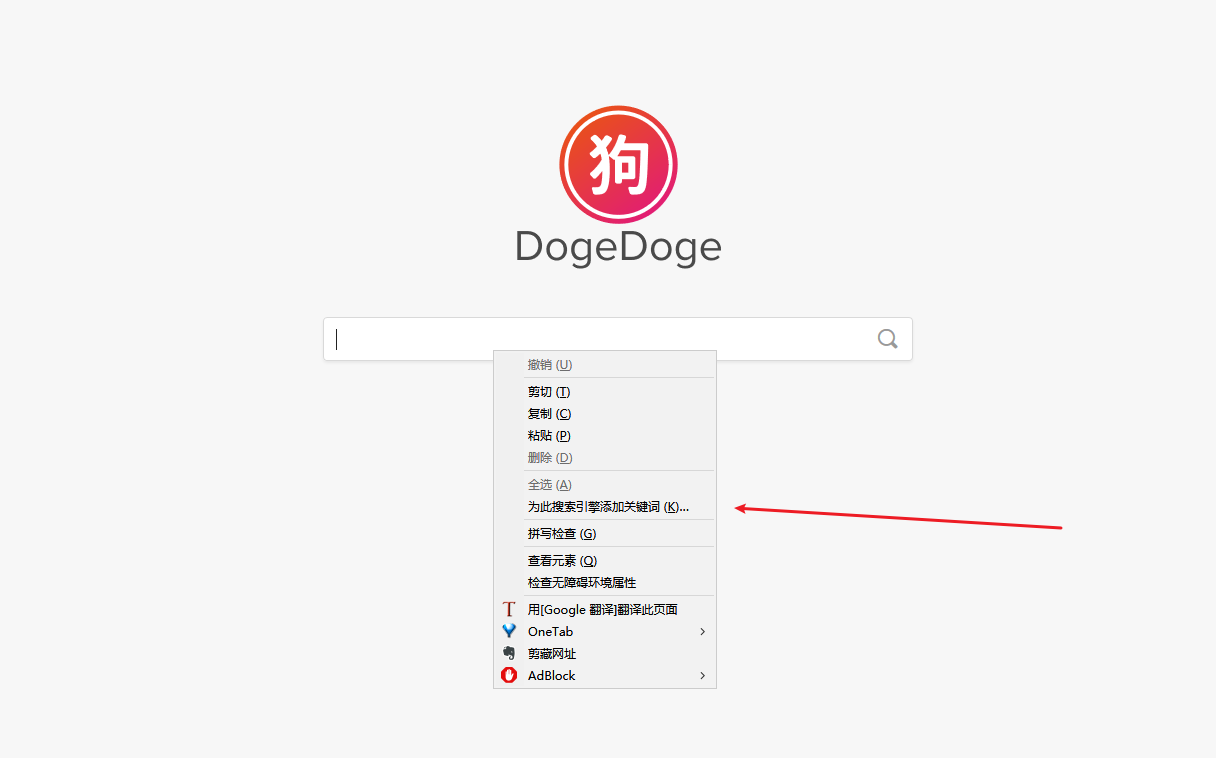 狗
DogeDoge
撤销 (U)
剪切 (T)
复制 (C)
粘贴 (P)
删除 (D)
全选 (A)
为此搜索引擎添加关键词 (K)...
拼写检查 (G)
查看元素 (Q)
检查无障碍环境属性
T 用[Google 翻译]翻译此页面
OneTab
剪藏网址
AdBlock